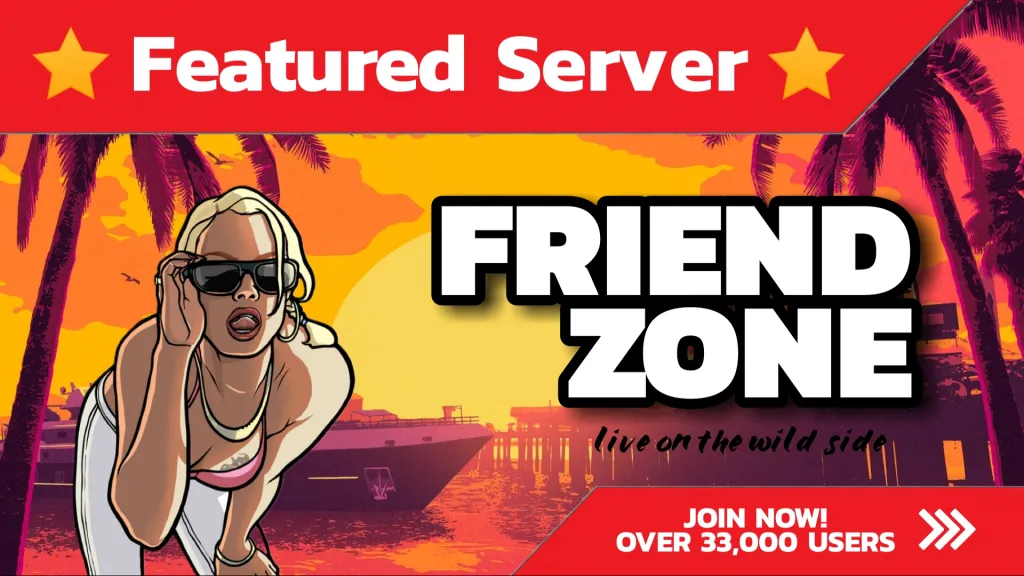 Featured Server
FRIEND
ZONE
live on the wild side
JOIN NOW!
OVER 33,000 USERS